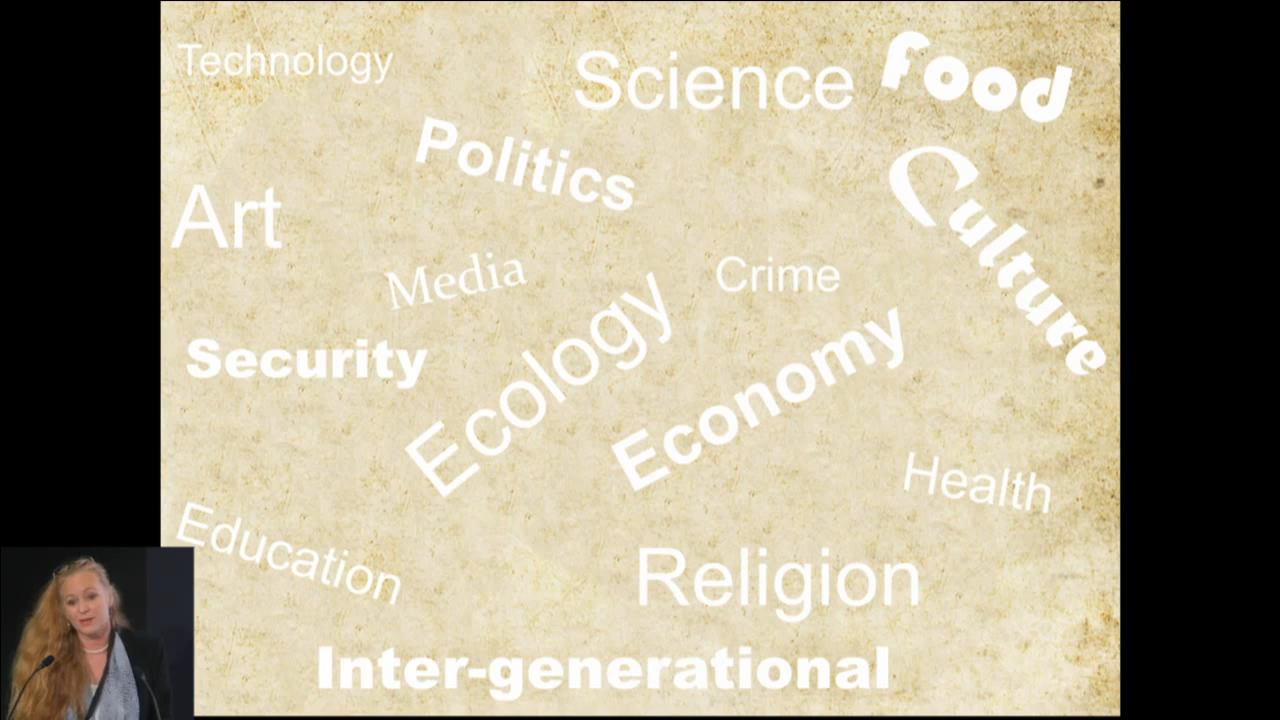 Technology
Science
food
Politics
Culture
Art
Media
Crime
Ecology
Security
Economy
Health
Education
Religion
Inter-generational